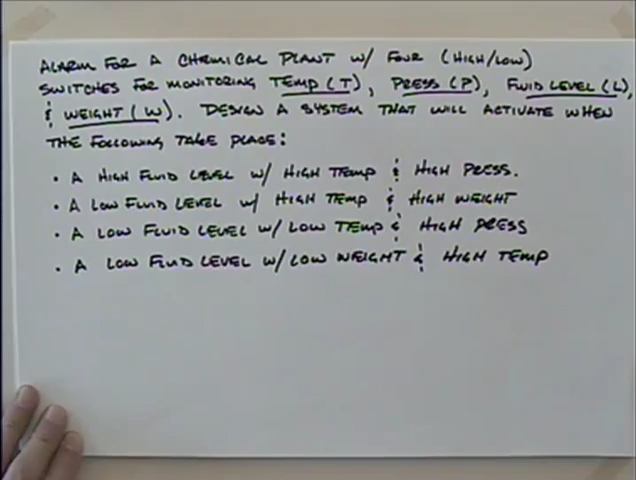 ALARM FOR A CHEMICAL PLANT W/ FOUR (HIGH/LOW)
SWITCHES FOR MONITORING TEMP (T), PRESS (P), FLUID LEVEL (L),
& WEIGHT (W). DESIGN A SYSTEM THAT WILL ACTIVATE WHEN
THE FOLLOWING TAKE PLACE:
• A HIGH FLUID LEVEL W/ HIGH TEMP & HIGH PRESS.
• A LOW FLUID LEVEL W/ HIGH TEMP & HIGH WEIGHT
• A LOW FLUID LEVEL W/ LOW TEMP & HIGH PRESS
• A LOW FLUID LEVEL W/ LOW WEIGHT & HIGH TEMP